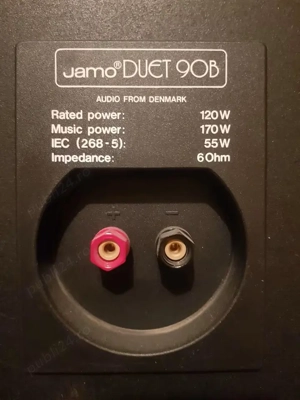 Jamo® DUET 90B
AUDIO FROM DENMARK
Rated power: 120W
Music power: 170W
IEC (268-5): 55W
Impedance: 6Ohm
+ −